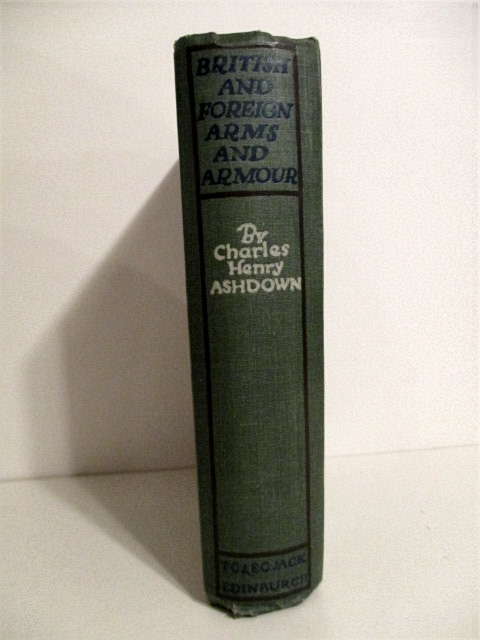 BRITISH
AND
FOREIGN
ARMS
AND
ARMOUR
By
Charles
Henry
ASHDOWN
T C & E C JACK
EDINBURGH